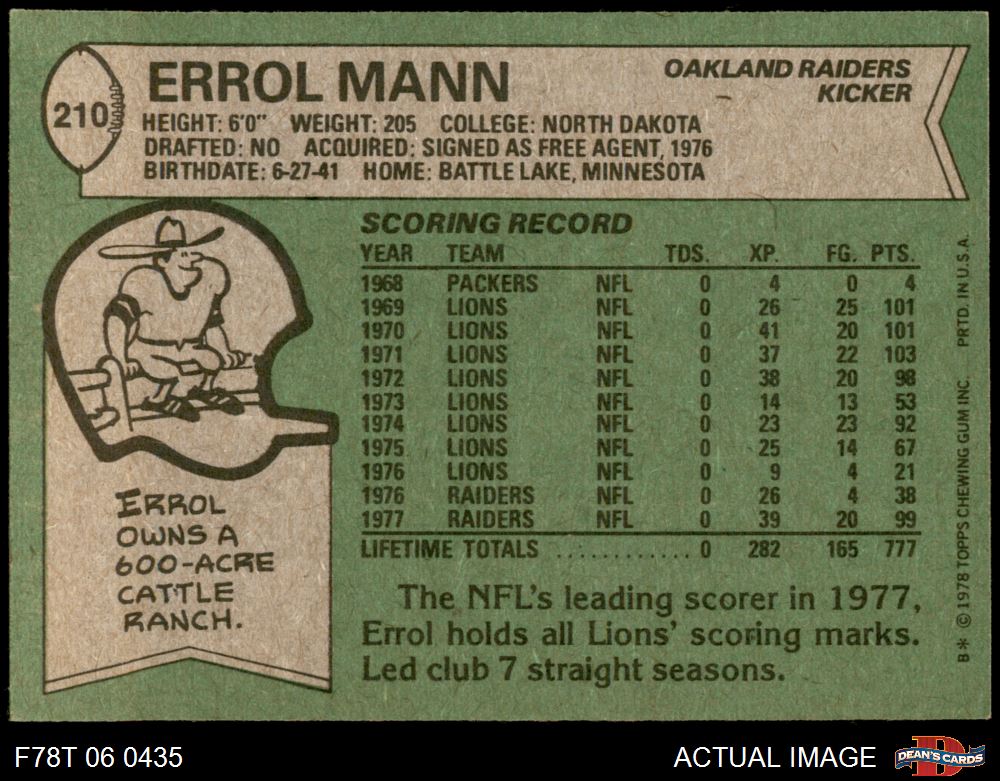 210
ERROL MANN
OAKLAND RAIDERS
KICKER
HEIGHT: 6'0" WEIGHT: 205 COLLEGE: NORTH DAKOTA
DRAFTED: NO ACQUIRED: SIGNED AS FREE AGENT, 1976
BIRTHDATE: 6-27-41 HOME: BATTLE LAKE, MINNESOTA
SCORING RECORD
YEAR TEAM TDS. XP. FG. PTS.
1968 PACKERS NFL 0 4 0 4
1969 LIONS NFL 0 26 25 101
1970 LIONS NFL 0 41 20 101
1971 LIONS NFL 0 37 22 103
1972 LIONS NFL 0 38 20 98
1973 LIONS NFL 0 14 13 53
1974 LIONS NFL 0 23 23 92
1975 LIONS NFL 0 25 14 67
1976 LIONS NFL 0 9 4 21
1976 RAIDERS NFL 0 26 4 38
1977 RAIDERS NFL 0 39 20 99
LIFETIME TOTALS ............ 0 282 165 777
The NFL's leading scorer in 1977,
Errol holds all Lions' scoring marks.
Led club 7 straight seasons.
ERROL
OWNS A
600-ACRE
CATTLE
RANCH.
B* © 1978 TOPPS CHEWING GUM INC. PRTD. IN U.S.A.
F78T 06 0435
ACTUAL IMAGE
D
DEAN'S CARDS